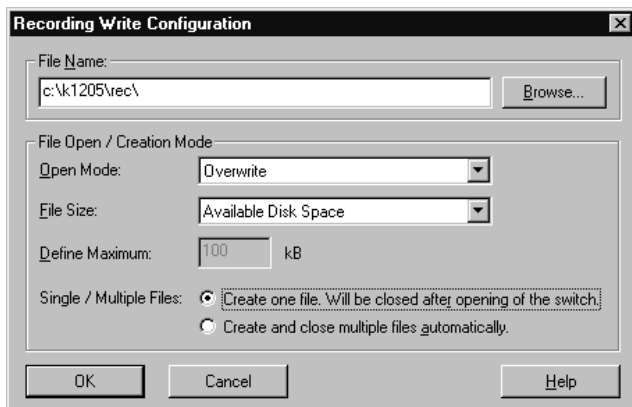 Recording Write Configuration
File Name:
c:\k1205\rec\
Browse...
File Open / Creation Mode
Open Mode:
Overwrite
File Size:
Available Disk Space
Define Maximum:
100
kB
Single / Multiple Files:
Create one file. Will be closed after opening of the switch.
Create and close multiple files automatically.
OK
Cancel
Help